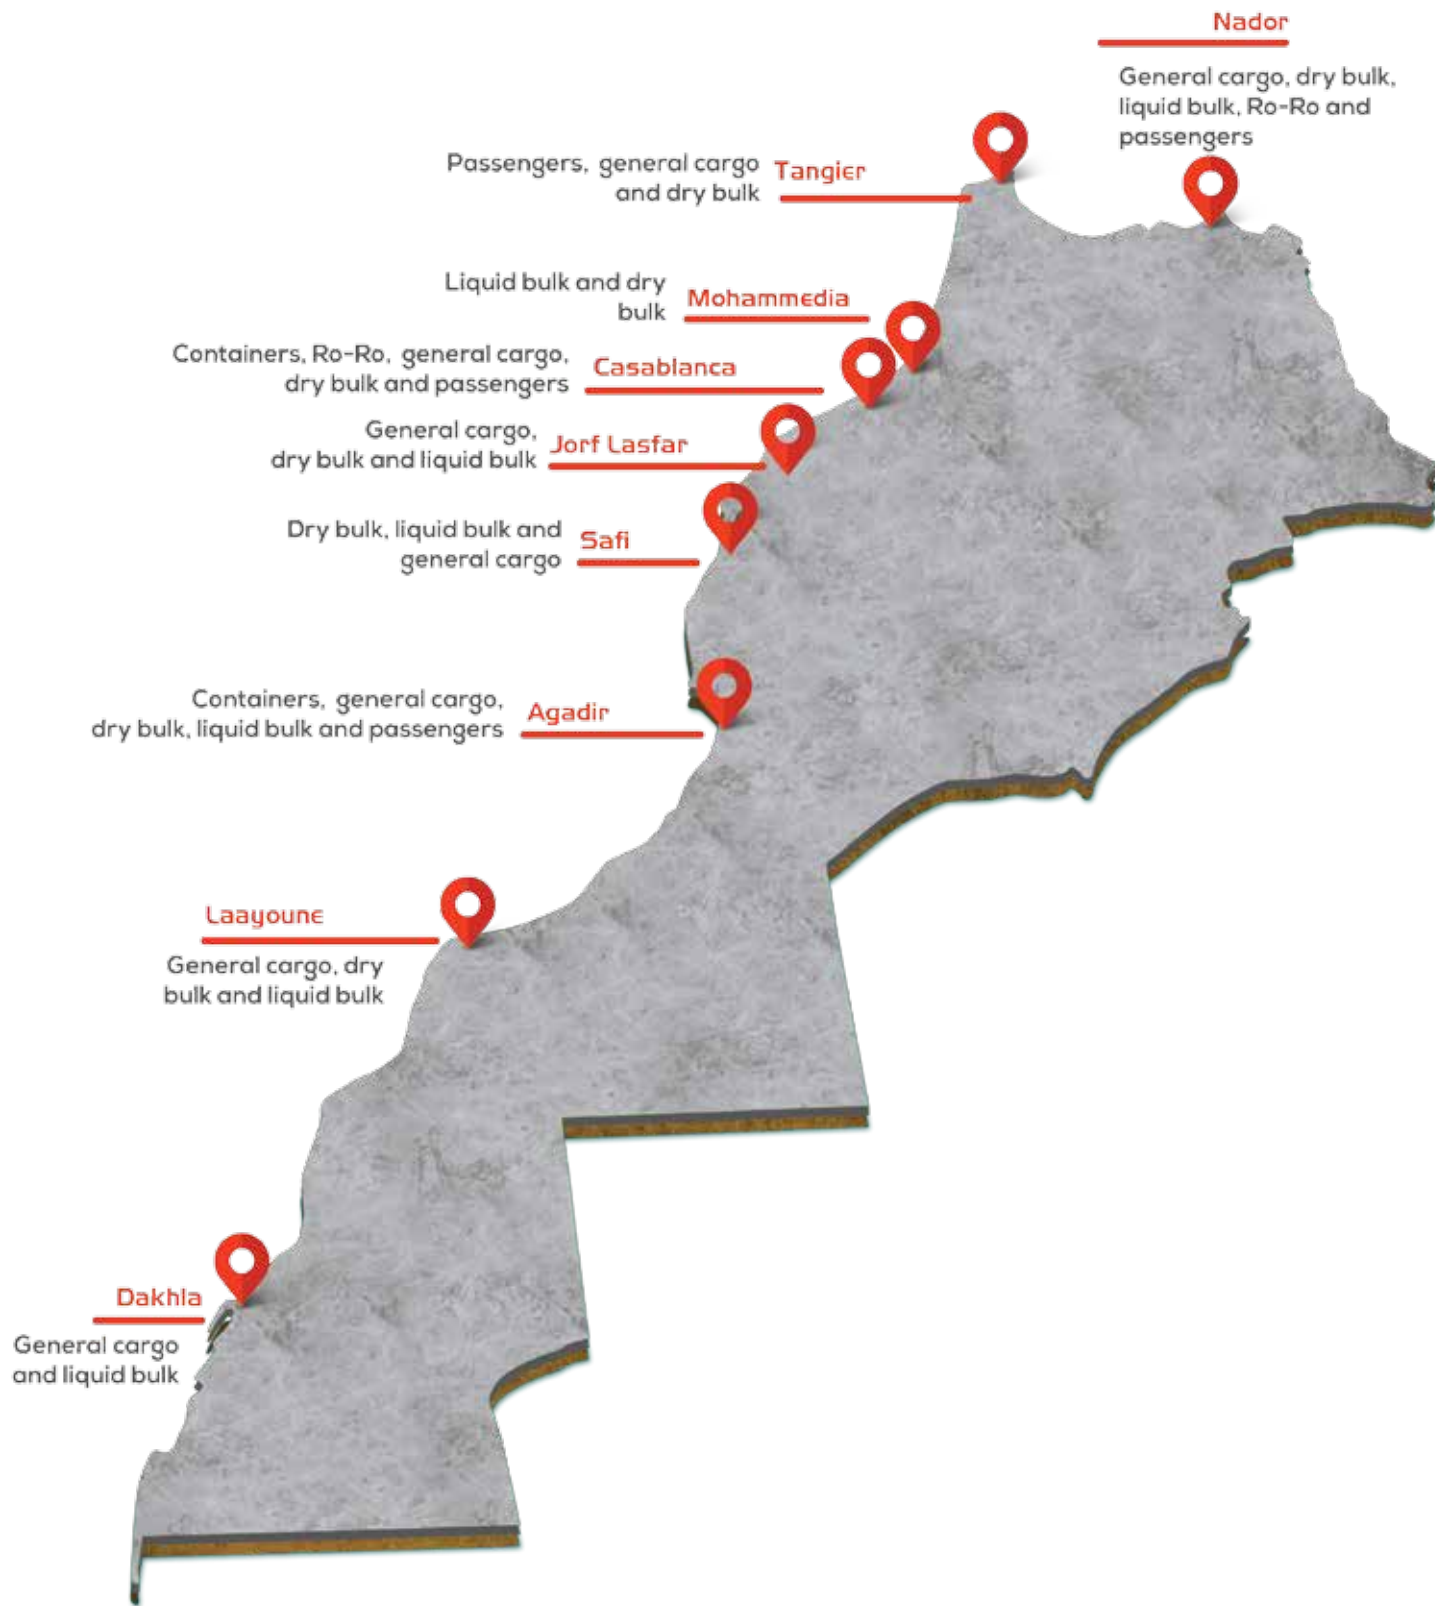 Nador
General cargo, dry bulk,
liquid bulk, Ro-Ro and
passengers
Passengers, general cargo
and dry bulk
Tangier
Liquid bulk and dry
bulk
Mohammedia
Containers, Ro-Ro, general cargo,
dry bulk and passengers
Casablanca
General cargo,
dry bulk and liquid bulk
Jorf Lasfar
Dry bulk, liquid bulk and
general cargo
Safi
Containers, general cargo,
dry bulk, liquid bulk and passengers
Agadir
Laayoune
General cargo, dry
bulk and liquid bulk
Dakhla
General cargo
and liquid bulk